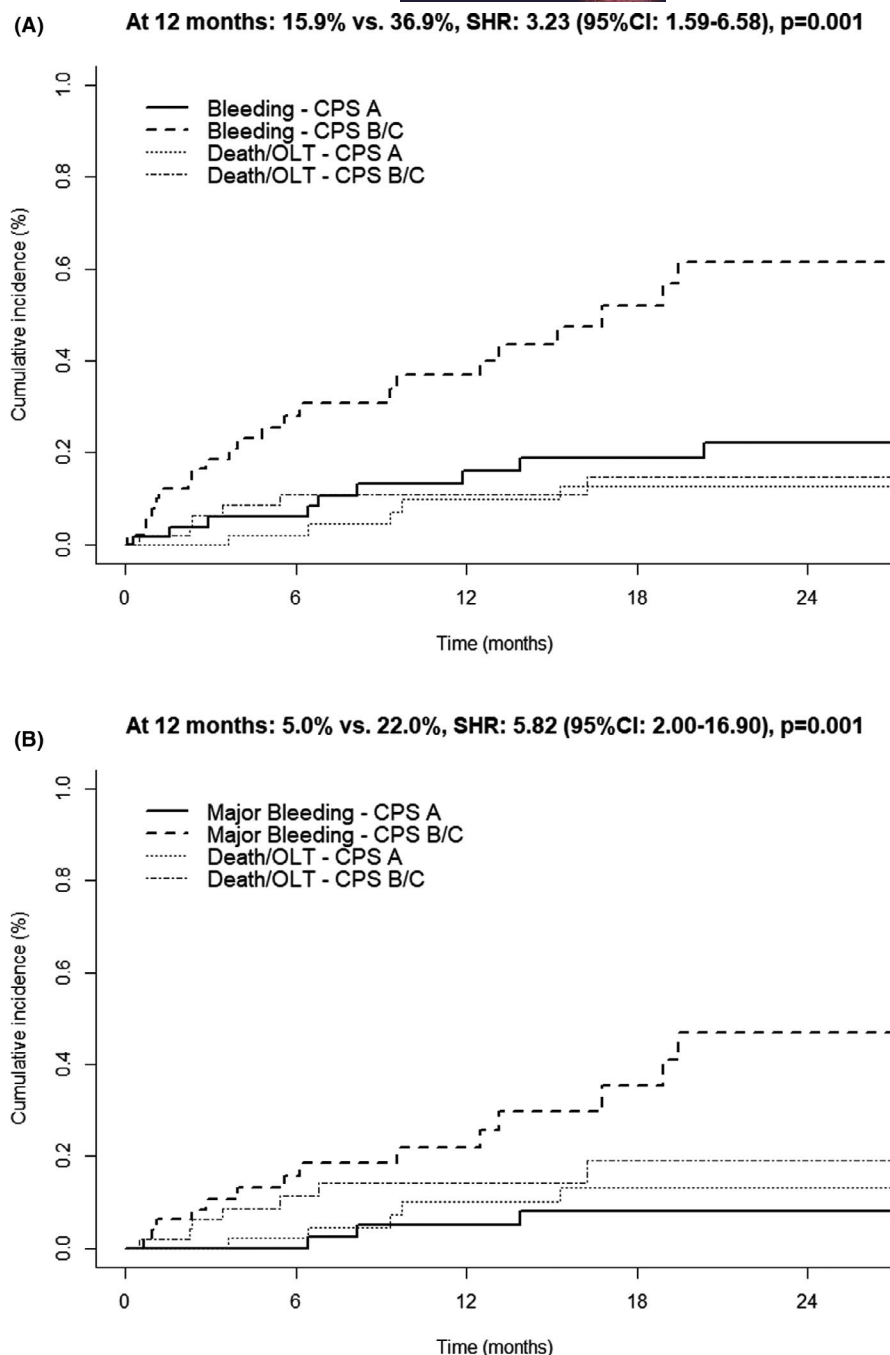 (A)
At 12 months: 15.9% vs. 36.9%, SHR: 3.23 (95%CI: 1.59-6.58), p=0.001
Bleeding - CPS A
Bleeding - CPS B/C
Death/OLT - CPS A
Death/OLT - CPS B/C
Cumulative incidence (%)
1.0
0.8
0.6
0.4
0.2
0.0
0 6 12 18 24
Time (months)
(B)
At 12 months: 5.0% vs. 22.0%, SHR: 5.82 (95%CI: 2.00-16.90), p=0.001
Major Bleeding - CPS A
Major Bleeding - CPS B/C
Death/OLT - CPS A
Death/OLT - CPS B/C
Cumulative incidence (%)
1.0
0.8
0.6
0.4
0.2
0.0
0 6 12 18 24
Time (months)